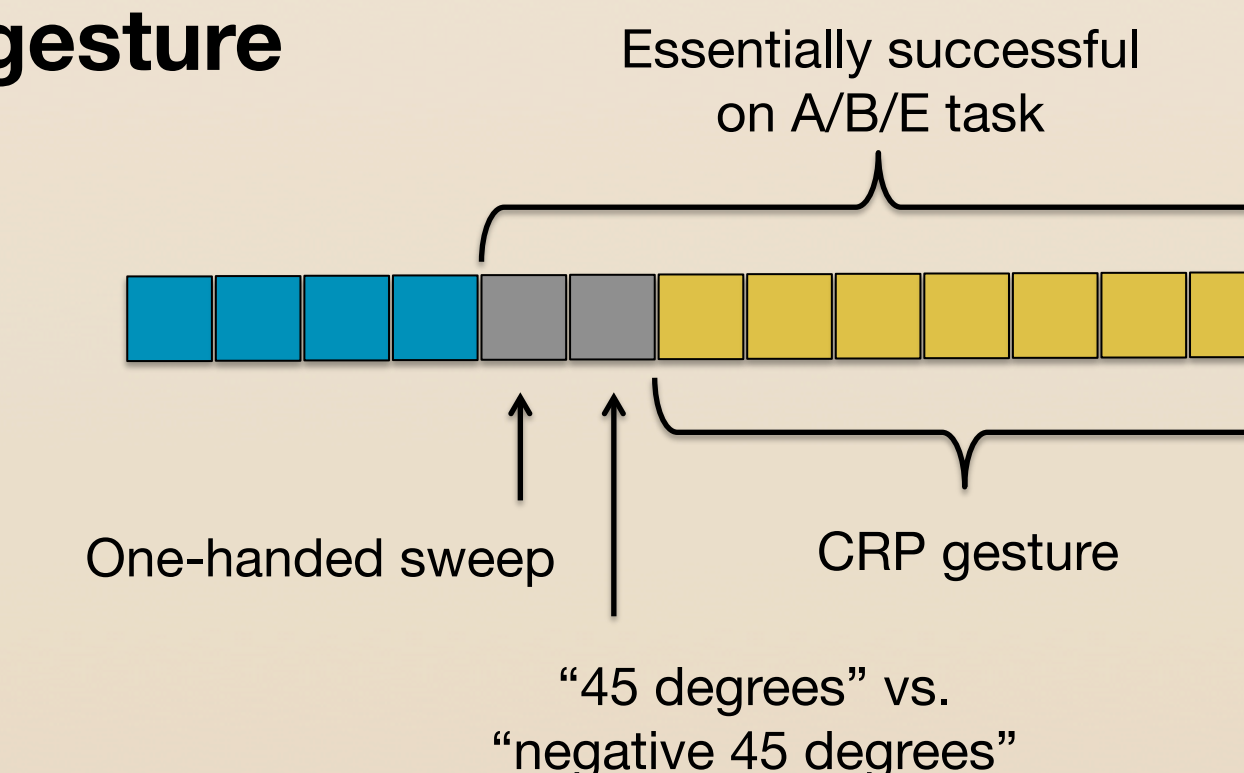 gesture
Essentially successful
on A/B/E task
One-handed sweep
CRP gesture
“45 degrees” vs.
“negative 45 degrees”